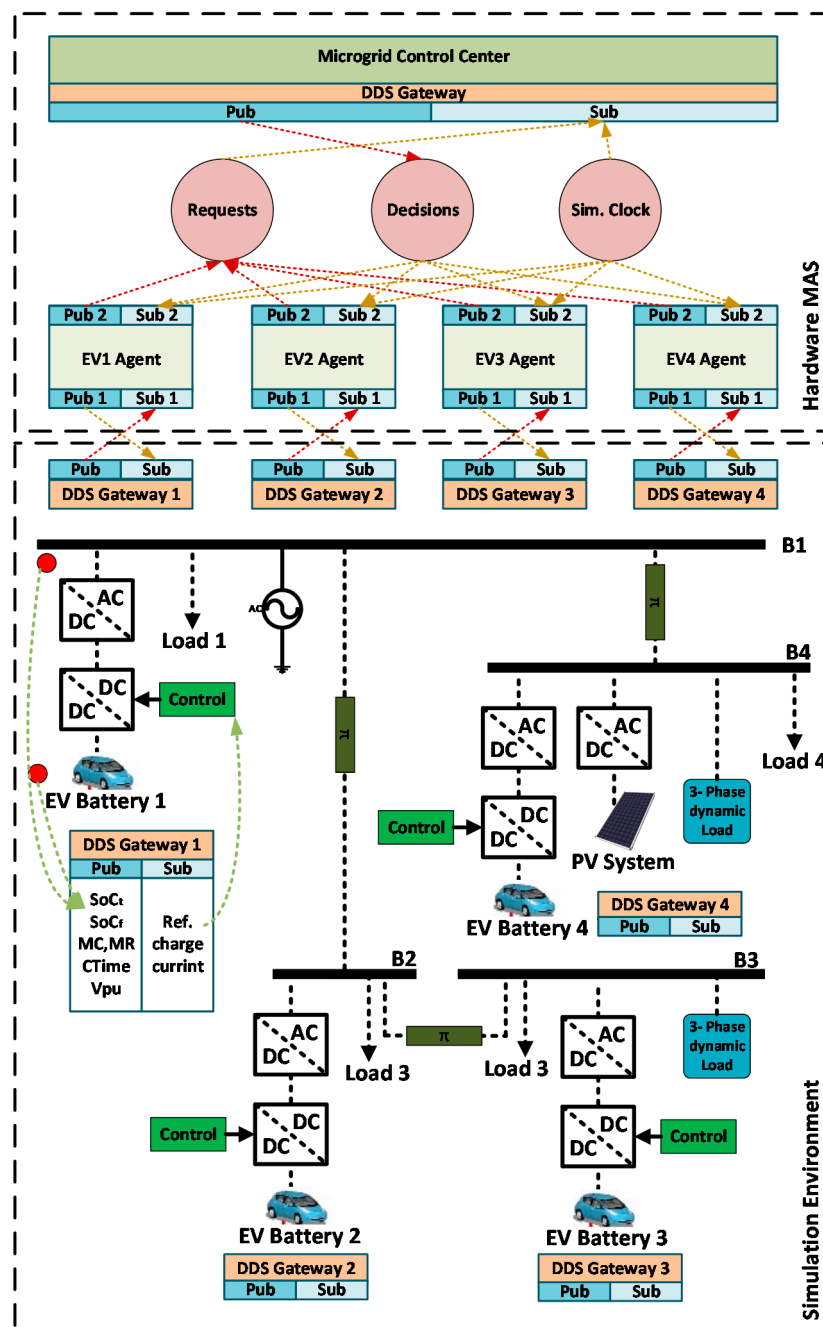 Microgrid Control Center
DDS Gateway
Pub Sub
Requests Decisions Sim. Clock
Hardware MAS
Pub 2 Sub 2 Pub 2 Sub 2 Pub 2 Sub 2 Pub 2 Sub 2
EV1 Agent EV2 Agent EV3 Agent EV4 Agent
Pub 1 Sub 1 Pub 1 Sub 1 Pub 1 Sub 1 Pub 1 Sub 1
Pub Sub Pub Sub Pub Sub Pub Sub
DDS Gateway 1 DDS Gateway 2 DDS Gateway 3 DDS Gateway 4
B1
AC
DC
AC
π
Load 1
B4
DC
DC
Control
π
AC
DC
AC
DC
Load 4
EV Battery 1
3- Phase
dynamic
Load
Control
DC
DC
PV System
DDS Gateway 1
Pub Sub
SoCt
SoCf
MC,MR
CTime
Vpu
Ref.
charge
currint
EV Battery 4
DDS Gateway 4
Pub Sub
B2 B3
AC
DC
π
Load 3
Load 3
AC
DC
3- Phase
dynamic
Load
Control
DC
DC
DC
DC
Control
EV Battery 2
EV Battery 3
DDS Gateway 2
Pub Sub
DDS Gateway 3
Pub Sub
Simulation Environment